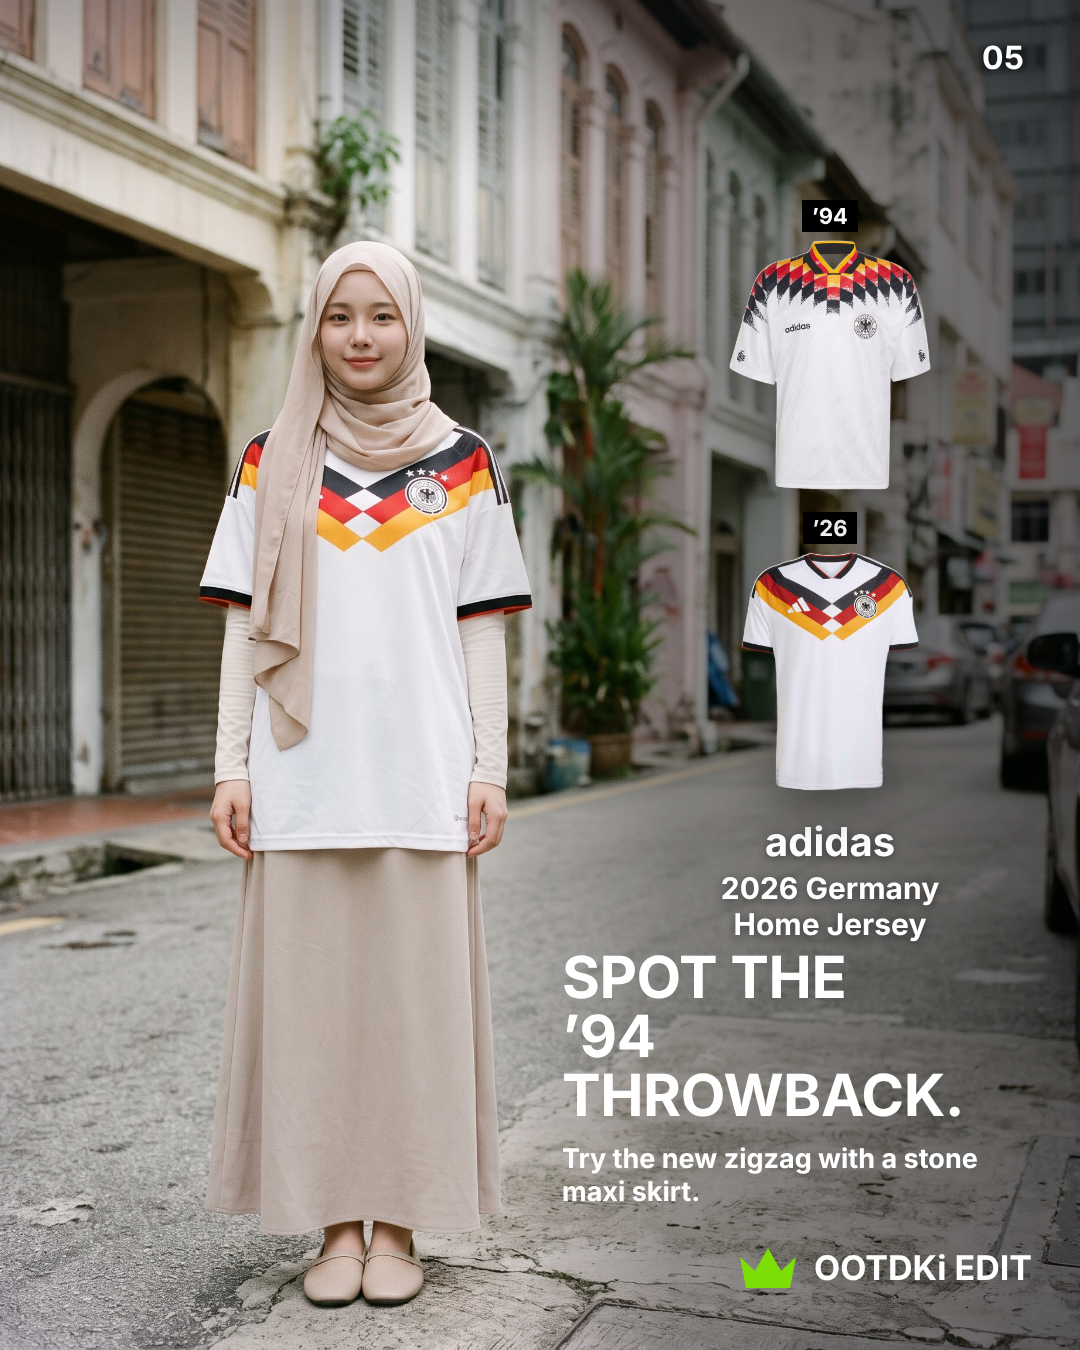 05
’94
adidas
’26
adidas
2026 Germany
Home Jersey
SPOT THE
’94
THROWBACK.
Try the new zigzag with a stone
maxi skirt.
OOTDKi EDIT